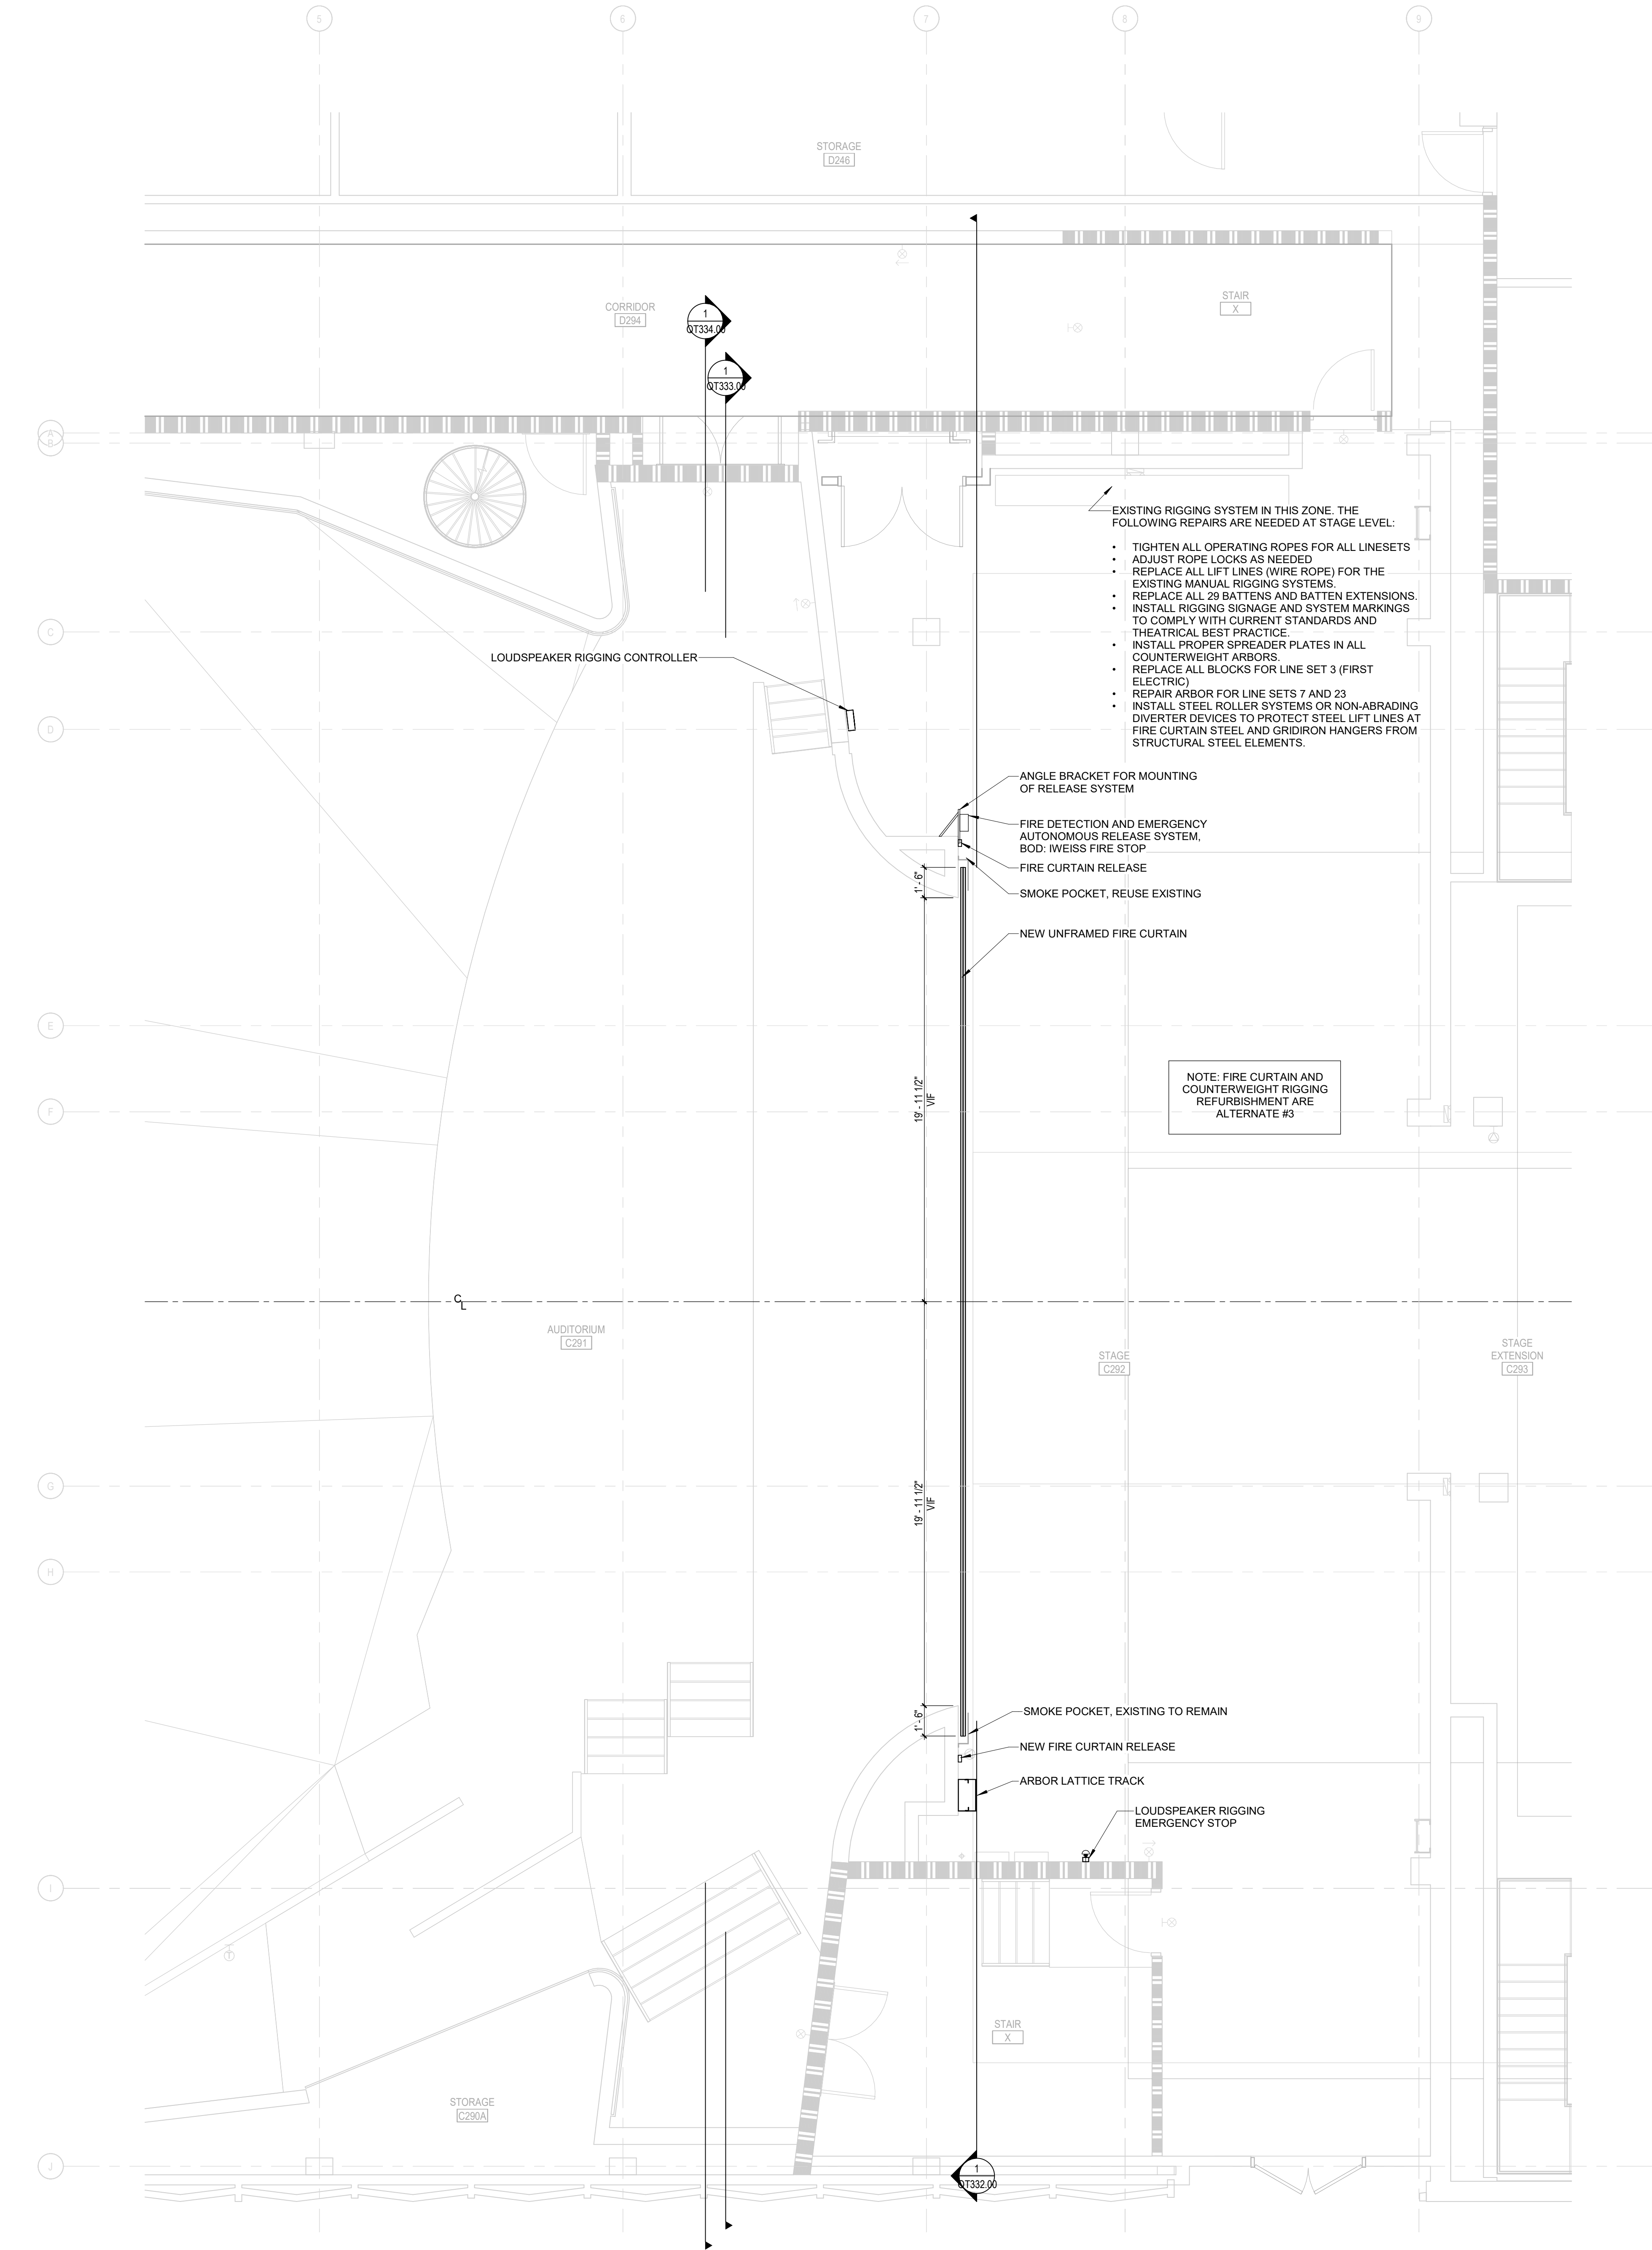 5
6
7
8
9
STORAGE
D246
CORRIDOR
D294
STAIR
X
1
QT334.00
1
QT333.00
A
B
C
D
E
F
G
H
I
J
EXISTING RIGGING SYSTEM IN THIS ZONE. THE
FOLLOWING REPAIRS ARE NEEDED AT STAGE LEVEL:
• TIGHTEN ALL OPERATING ROPES FOR ALL LINESETS
• ADJUST ROPE LOCKS AS NEEDED
• REPLACE ALL LIFT LINES (WIRE ROPE) FOR THE
EXISTING MANUAL RIGGING SYSTEMS.
• REPLACE ALL 29 BATTENS AND BATTEN EXTENSIONS.
• INSTALL RIGGING SIGNAGE AND SYSTEM MARKINGS
TO COMPLY WITH CURRENT STANDARDS AND
THEATRICAL BEST PRACTICE.
• INSTALL PROPER SPREADER PLATES IN ALL
COUNTERWEIGHT ARBORS.
• REPLACE ALL BLOCKS FOR LINE SET 3 (FIRST
ELECTRIC)
• REPAIR ARBOR FOR LINE SETS 7 AND 23
• INSTALL STEEL ROLLER SYSTEMS OR NON-ABRADING
DIVERTER DEVICES TO PROTECT STEEL LIFT LINES AT
FIRE CURTAIN STEEL AND GRIDIRON HANGERS FROM
STRUCTURAL STEEL ELEMENTS.
LOUDSPEAKER RIGGING CONTROLLER
ANGLE BRACKET FOR MOUNTING
OF RELEASE SYSTEM
FIRE DETECTION AND EMERGENCY
AUTONOMOUS RELEASE SYSTEM,
BOD: IWEISS FIRE STOP
FIRE CURTAIN RELEASE
1' - 6"
SMOKE POCKET, REUSE EXISTING
NEW UNFRAMED FIRE CURTAIN
19' - 11 1/2"
VIF
NOTE: FIRE CURTAIN AND
COUNTERWEIGHT RIGGING
REFURBISHMENT ARE
ALTERNATE #3
CL
AUDITORIUM
C291
STAGE
C292
STAGE
EXTENSION
C293
19' - 11 1/2"
VIF
1' - 6"
SMOKE POCKET, EXISTING TO REMAIN
NEW FIRE CURTAIN RELEASE
ARBOR LATTICE TRACK
LOUDSPEAKER RIGGING
EMERGENCY STOP
T
STAIR
X
STORAGE
C290A
1
QT332.00